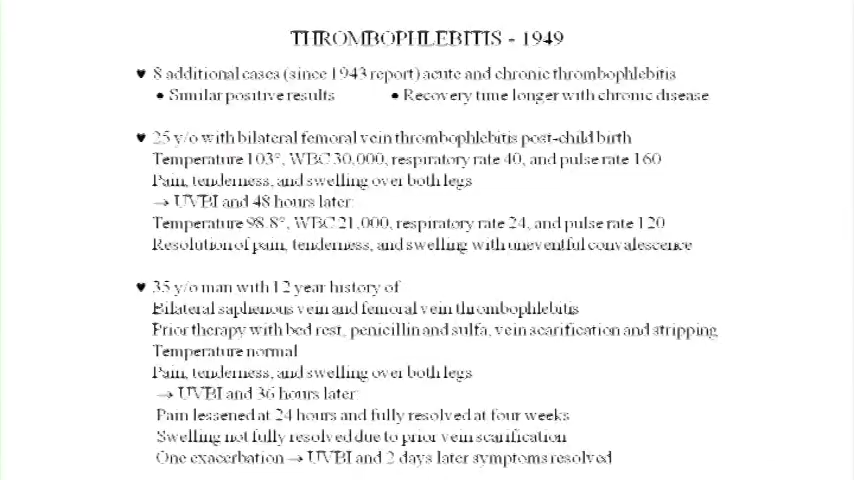 THROMBOPHLEBITIS - 1949
♥ 8 additional cases (since 1943 report) acute and chronic thrombophlebitis
• Similar positive results • Recovery time longer with chronic disease
♥ 25 y/o with bilateral femoral vein thrombophlebitis post-child birth
Temperature 103°, WBC 30,000, respiratory rate 40, and pulse rate 160
Pain, tenderness, and swelling over both legs
→ UVBI and 48 hours later:
Temperature 98.8°, WBC 21,000, respiratory rate 24, and pulse rate 120
Resolution of pain, tenderness, and swelling with uneventful convalescence
♥ 35 y/o man with 12 year history of
Bilateral saphenous vein and femoral vein thrombophlebitis
Prior therapy with bed rest, penicillin and sulfa, vein scarification and stripping
Temperature normal
Pain, tenderness, and swelling over both legs
→ UVBI and 36 hours later:
Pain lessened at 24 hours and fully resolved at four weeks
Swelling not fully resolved due to prior vein scarification
One exacerbation → UVBI and 2 days later symptoms resolved